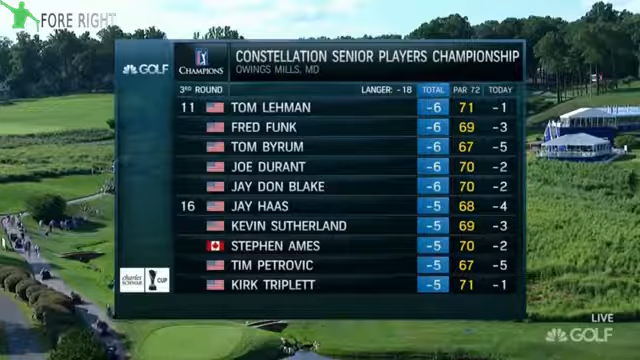 FORE RIGHT
NBC GOLF
PGA TOUR
CHAMPIONS
CONSTELLATION SENIOR PLAYERS CHAMPIONSHIP
OWINGS MILLS, MD
3RD ROUND LANGER: -18 TOTAL PAR 72 TODAY
11 TOM LEHMAN -6 71 -1
FRED FUNK -6 69 -3
TOM BYRUM -6 67 -5
JOE DURANT -6 70 -2
JAY DON BLAKE -6 70 -2
16 JAY HAAS -5 68 -4
KEVIN SUTHERLAND -5 69 -3
STEPHEN AMES -5 70 -2
TIM PETROVIC -5 67 -5
KIRK TRIPLETT -5 71 -1
charles
SCHWAB
CUP
LIVE
GOLF